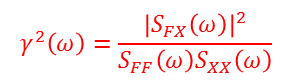 γ²(ω) = |S_FX(ω)|² / S_FF(ω)S_XX(ω)